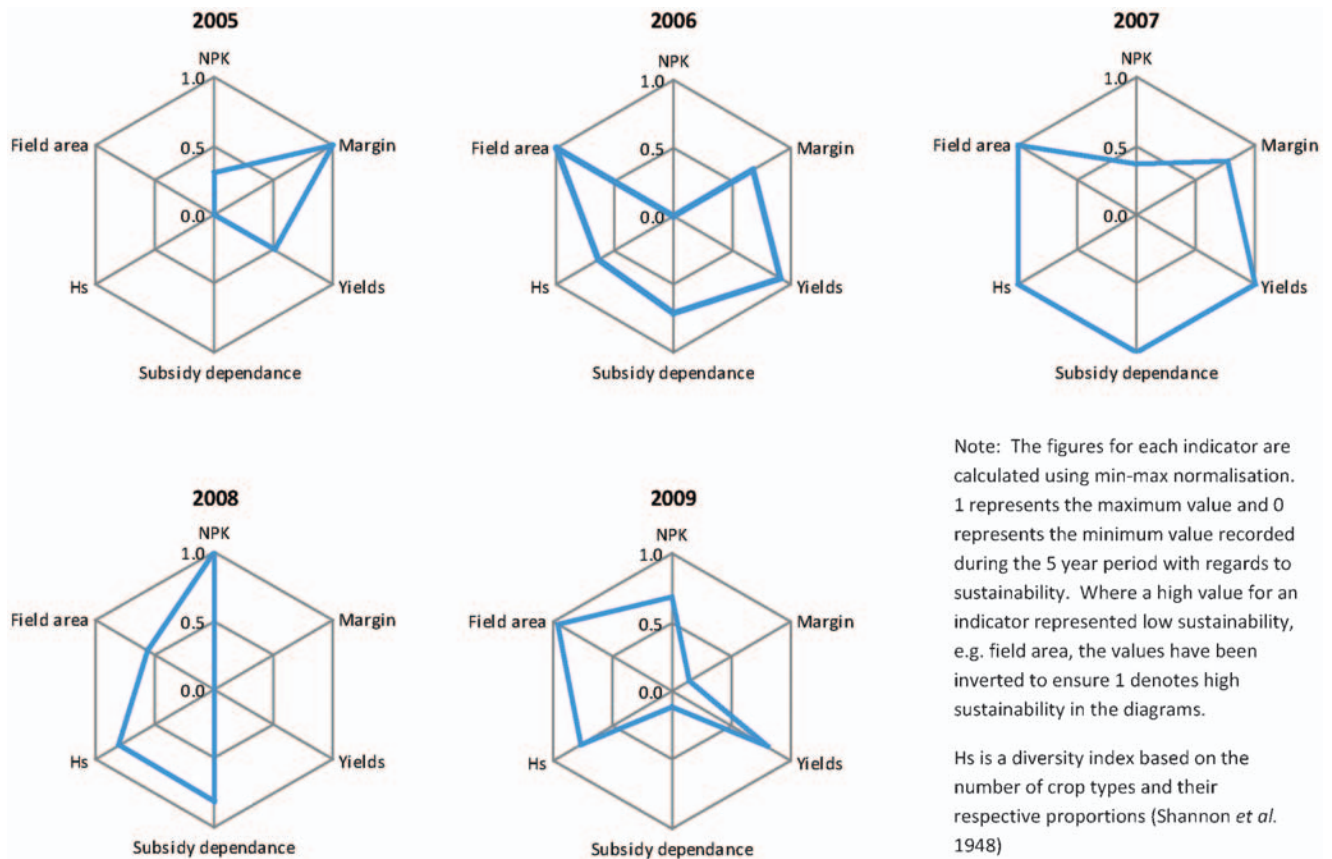 2005
NPK
1.0
Field area
Margin
0.5
0.0
Hs
Yields
Subsidy dependance
2006
NPK
1.0
Field area
Margin
0.5
0.0
Hs
Yields
Subsidy dependance
2007
NPK
1.0
Field area
Margin
0.5
0.0
Hs
Yields
Subsidy dependance
2008
NPK
1.0
Field area
Margin
0.5
0.0
Hs
Yields
Subsidy dependance
2009
NPK
1.0
Field area
Margin
0.5
0.0
Hs
Yields
Subsidy dependance
Note: The figures for each indicator are
calculated using min-max normalisation.
1 represents the maximum value and 0
represents the minimum value recorded
during the 5 year period with regards to
sustainability. Where a high value for an
indicator represented low sustainability,
e.g. field area, the values have been
inverted to ensure 1 denotes high
sustainability in the diagrams.
Hs is a diversity index based on the
number of crop types and their
respective proportions (Shannon et al.
1948)